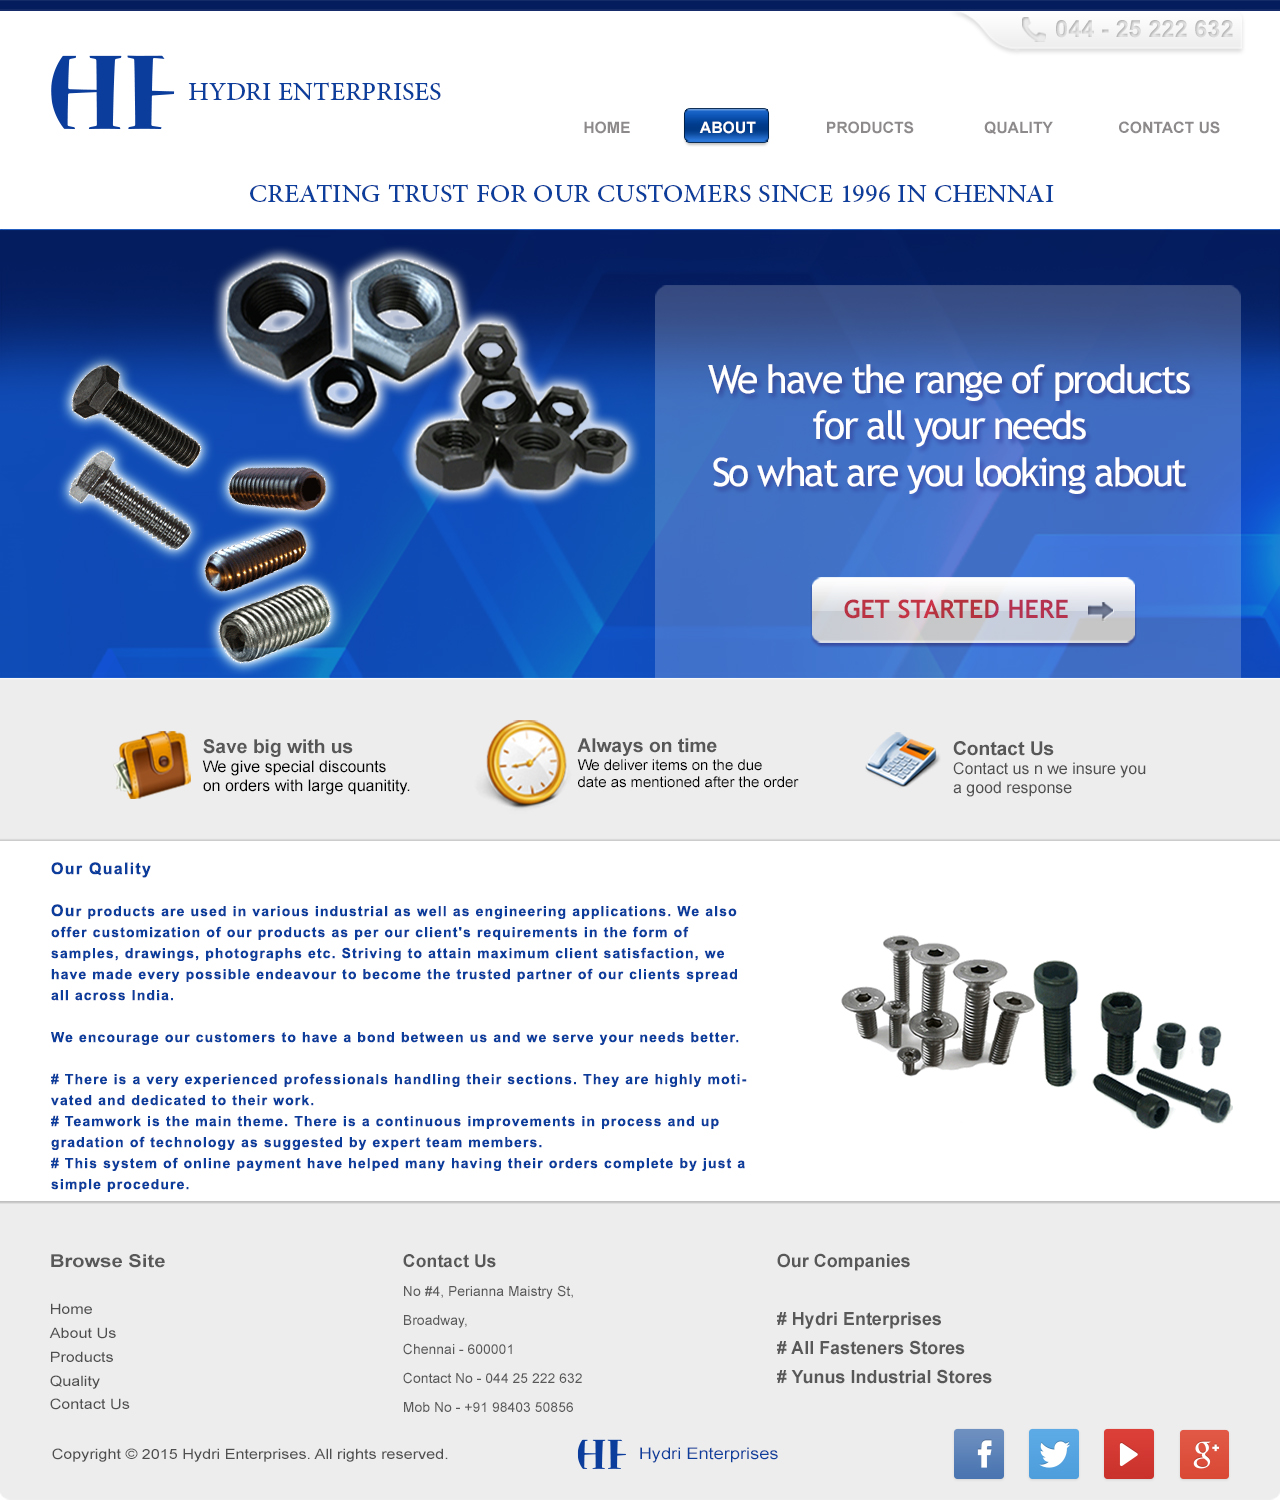 044 - 25 222 632
HF HYDRI ENTERPRISES
HOME ABOUT PRODUCTS QUALITY CONTACT US
CREATING TRUST FOR OUR CUSTOMERS SINCE 1996 IN CHENNAI
We have the range of products
for all your needs
So what are you looking about
GET STARTED HERE
Save big with us
We give special discounts
on orders with large quanitity.
Always on time
We deliver items on the due
date as mentioned after the order
Contact Us
Contact us n we insure you
a good response
Our Quality
Our products are used in various industrial as well as engineering applications. We also
offer customization of our products as per our client's requirements in the form of
samples, drawings, photographs etc. Striving to attain maximum client satisfaction, we
have made every possible endeavour to become the trusted partner of our clients spread
all across India.
We encourage our customers to have a bond between us and we serve your needs better.
# There is a very experienced professionals handling their sections. They are highly moti-
vated and dedicated to their work.
# Teamwork is the main theme. There is a continuous improvements in process and up
gradation of technology as suggested by expert team members.
# This system of online payment have helped many having their orders complete by just a
simple procedure.
Browse Site
Home
About Us
Products
Quality
Contact Us
Contact Us
No #4, Perianna Maistry St,
Broadway,
Chennai - 600001
Contact No - 044 25 222 632
Mob No - +91 98403 50856
Our Companies
# Hydri Enterprises
# All Fasteners Stores
# Yunus Industrial Stores
Copyright © 2015 Hydri Enterprises. All rights reserved.
HF Hydri Enterprises
f
g+